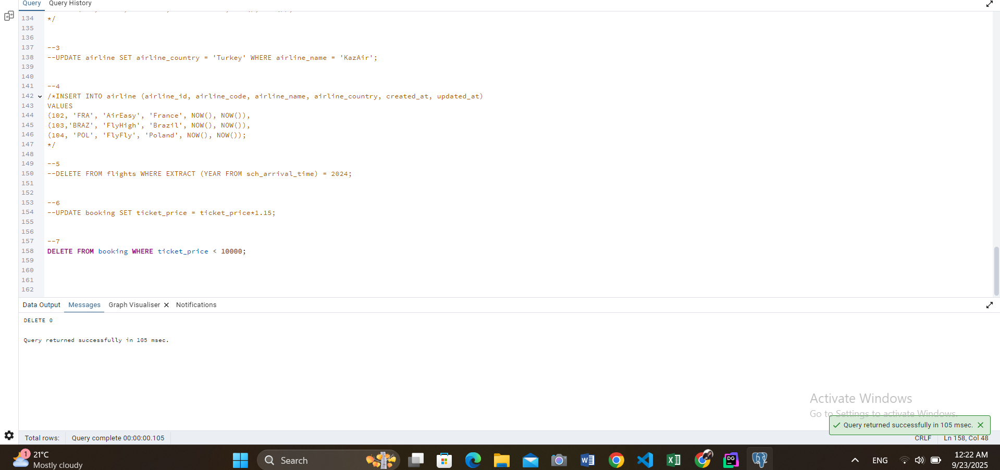 Query Query History
134 */
135
136
137 --3
138 --UPDATE airline SET airline_country = 'Turkey' WHERE airline_name = 'KazAir';
139
140
141 --4
142 /*INSERT INTO airline (airline_id, airline_code, airline_name, airline_country, created_at, updated_at)
143 VALUES
144 (102, 'FRA', 'AirEasy', 'France', NOW(), NOW()),
145 (103,'BRAZ', 'FlyHigh', 'Brazil', NOW(), NOW()),
146 (104, 'POL', 'FlyFly', 'Poland', NOW(), NOW());
147 */
148
149 --5
150 --DELETE FROM flights WHERE EXTRACT (YEAR FROM sch_arrival_time) = 2024;
151
152
153 --6
154 --UPDATE booking SET ticket_price = ticket_price*1.15;
155
156
157 --7
158 DELETE FROM booking WHERE ticket_price < 10000;
159
160
161
162
Data Output Messages Graph Visualiser × Notifications
DELETE 0
Query returned successfully in 105 msec.
Activate Windows
Go to Settings to activate Windows.
Query returned successfully in 105 msec.
Total rows: Query complete 00:00:00.105 CRLF Ln 158, Col 48
1 21°C
Mostly cloudy
Search
DG
ENG
12:22 AM
9/23/2025